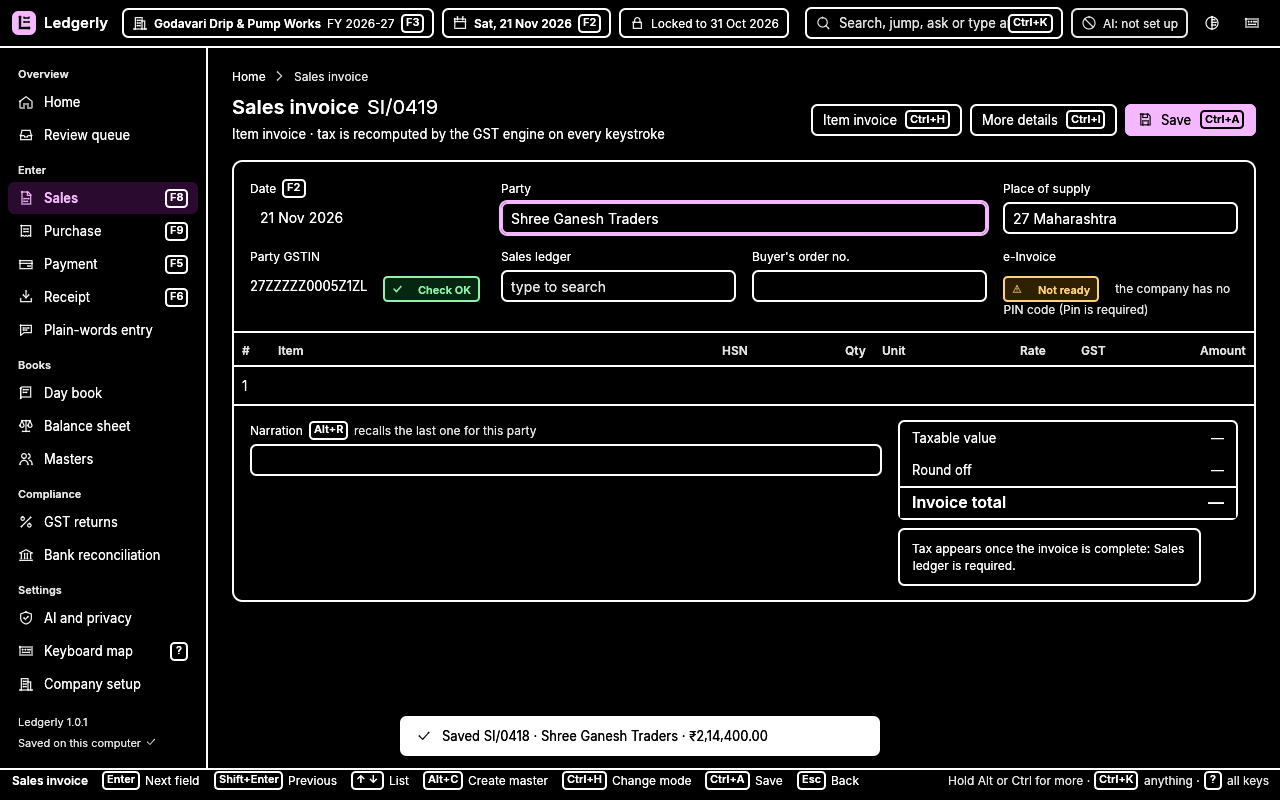 Ledgerly
Godavari Drip & Pump Works FY 2026-27 F3
Sat, 21 Nov 2026 F2
Locked to 31 Oct 2026
Search, jump, ask or type a Ctrl+K
AI: not set up
Overview
Home
Review queue
Enter
Sales F8
Purchase F9
Payment F5
Receipt F6
Plain-words entry
Books
Day book
Balance sheet
Masters
Compliance
GST returns
Bank reconciliation
Settings
AI and privacy
Keyboard map ?
Company setup
Ledgerly 1.0.1
Saved on this computer
Home > Sales invoice
Sales invoice SI/0419
Item invoice · tax is recomputed by the GST engine on every keystroke
Item invoice Ctrl+H
More details Ctrl+I
Save Ctrl+A
Date F2
21 Nov 2026
Party
Shree Ganesh Traders
Place of supply
27 Maharashtra
Party GSTIN
27ZZZZZ0005Z1ZL Check OK
Sales ledger
type to search
Buyer's order no.
e-Invoice
Not ready the company has no
PIN code (Pin is required)
# Item HSN Qty Unit Rate GST Amount
1
Narration Alt+R recalls the last one for this party
Taxable value —
Round off —
Invoice total —
Tax appears once the invoice is complete: Sales
ledger is required.
Saved SI/0418 · Shree Ganesh Traders · ₹2,14,400.00
Sales invoice Enter Next field Shift+Enter Previous ↑↓ List Alt+C Create master Ctrl+H Change mode Ctrl+A Save Esc Back Hold Alt or Ctrl for more · Ctrl+K anything · ? all keys